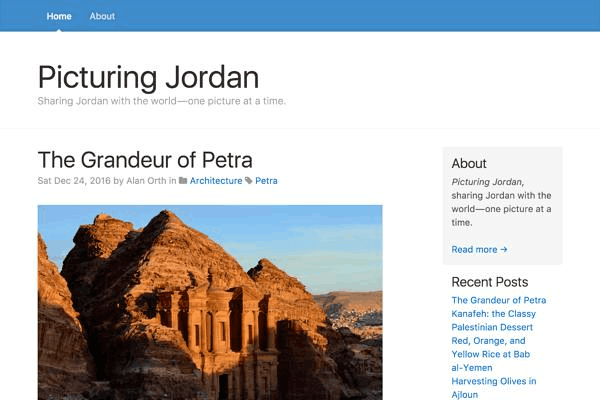 Home About
Picturing Jordan
Sharing Jordan with the world—one picture at a time.
The Grandeur of Petra
Sat Dec 24, 2016 by Alan Orth in Architecture Petra
About
Picturing Jordan,
sharing Jordan with the
world—one picture at a
time.
Read more →
Recent Posts
The Grandeur of Petra
Kanafeh: the Classy
Palestinian Dessert
Red, Orange, and
Yellow Rice at Bab
al-Yemen
Harvesting Olives in
Ajloun